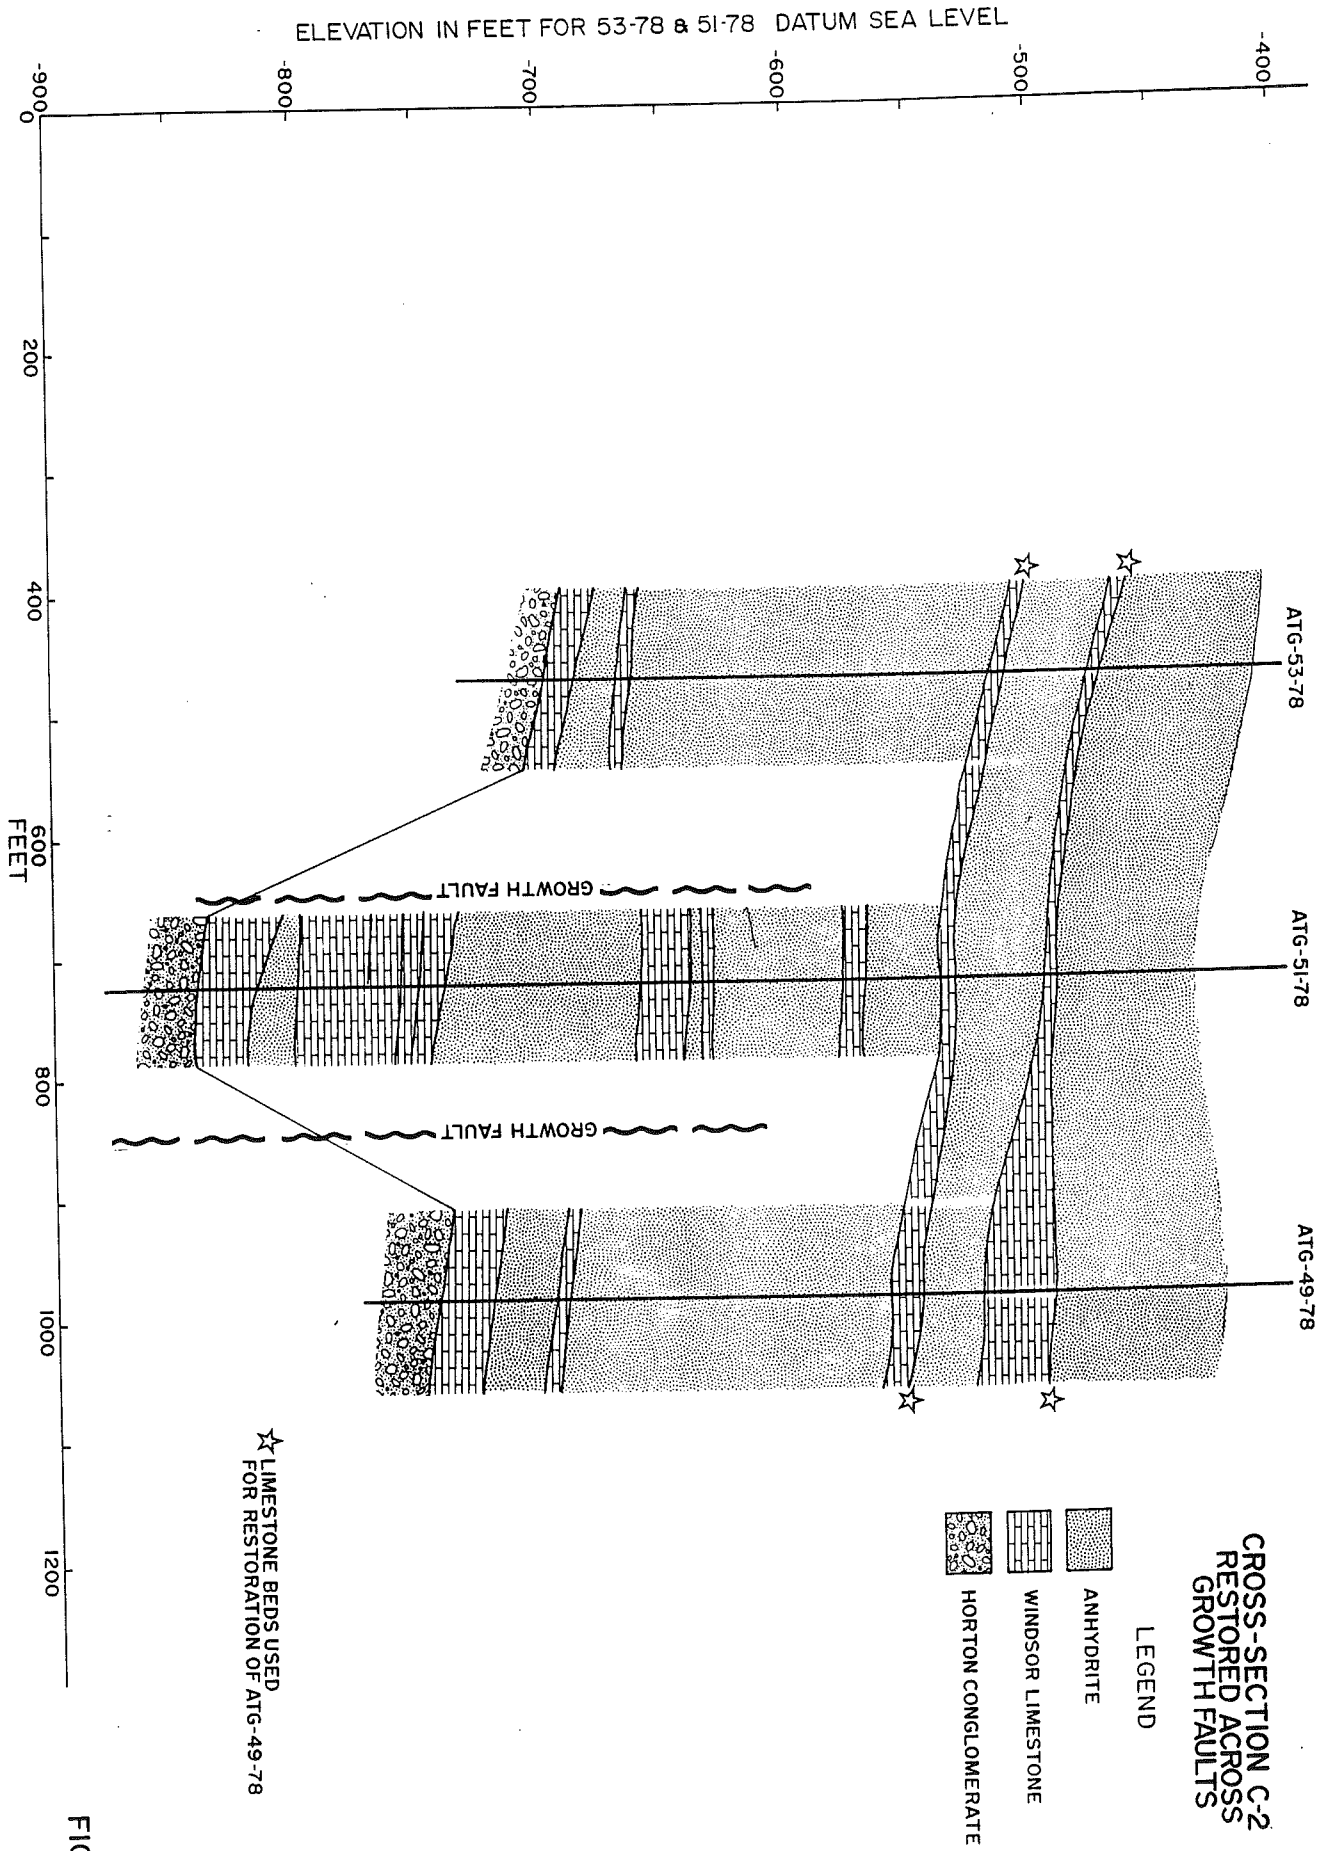 CROSS-SECTION C-2
RESTORED ACROSS
GROWTH FAULTS
LEGEND
ANHYDRITE
WINDSOR LIMESTONE
HORTON CONGLOMERATE
ATG-53-78
ATG-51-78
ATG-49-78
ELEVATION IN FEET FOR 53-78 & 51-78 DATUM SEA LEVEL
-400
-500
-600
-700
-800
-900
GROWTH FAULT
GROWTH FAULT
0
200
400
600
800
1000
1200
FEET
☆ LIMESTONE BEDS USED
FOR RESTORATION OF ATG-49-78